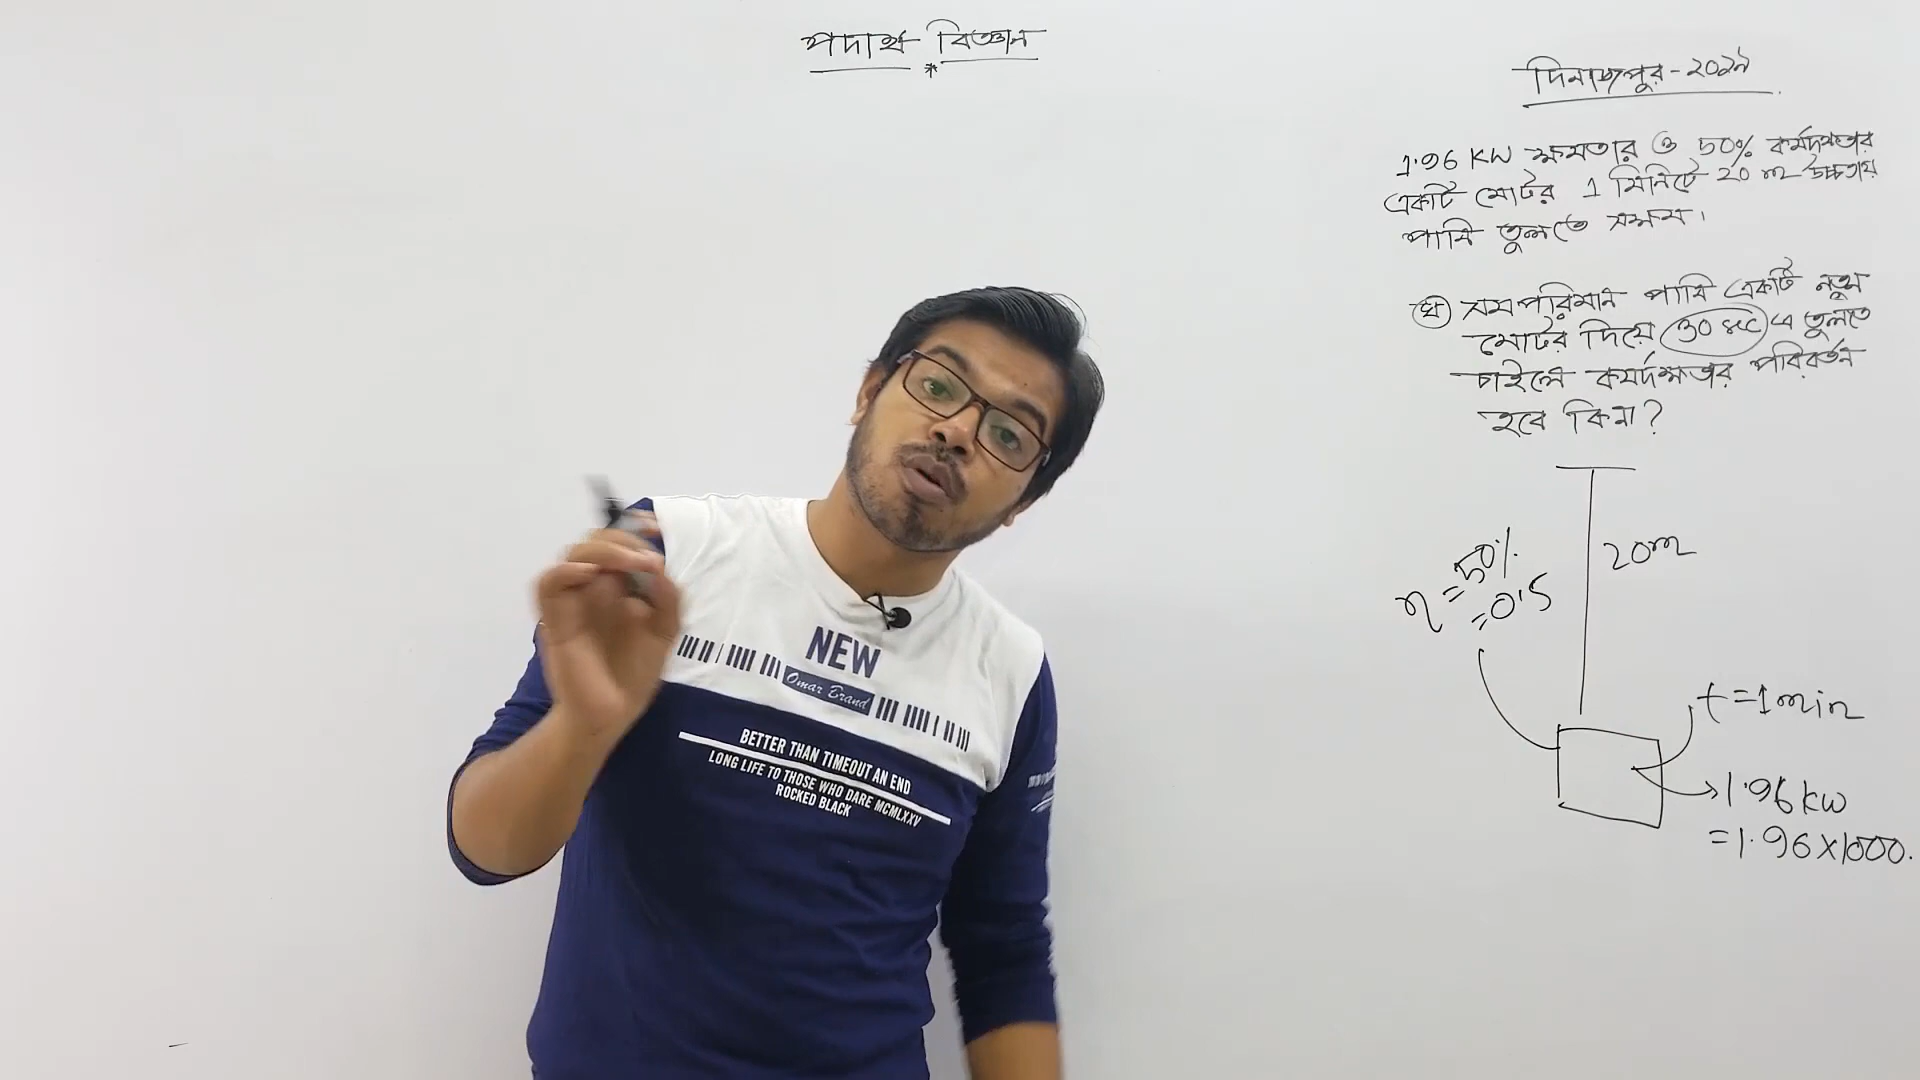 পদার্থ বিজ্ঞান
*
দিনাজপুর - ২০১৯
1.96 KW ক্ষমতার ও 50% কর্মদক্ষতার
একটি মোটর 1 মিনিটে 20 m উচ্চতায়
পানি তুলতে সক্ষম।
ঘ সমপরিমান পানি একটি নতুন
মোটর দিয়ে 30 sec এ তুলতে
চাইলে কর্মদক্ষতার পরিবর্তন
হবে কিনা?
20m
η = 50%
= 0.5
t = 1 min
1.96 kW
= 1.96 X 1000.
NEW
Omar Brand
BETTER THAN TIMEOUT AN END
LONG LIFE TO THOSE WHO DARE MCMLXXV
ROCKED BLACK